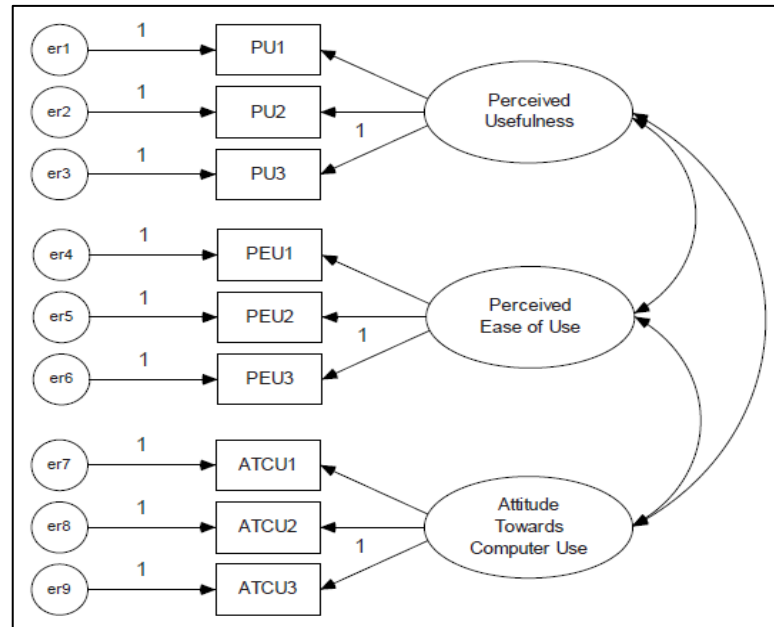 er1
1
PU1
er2
1
PU2
er3
1
PU3
1
Perceived
Usefulness
er4
1
PEU1
er5
1
PEU2
er6
1
PEU3
1
Perceived
Ease of Use
er7
1
ATCU1
er8
1
ATCU2
er9
1
ATCU3
1
Attitude
Towards
Computer Use